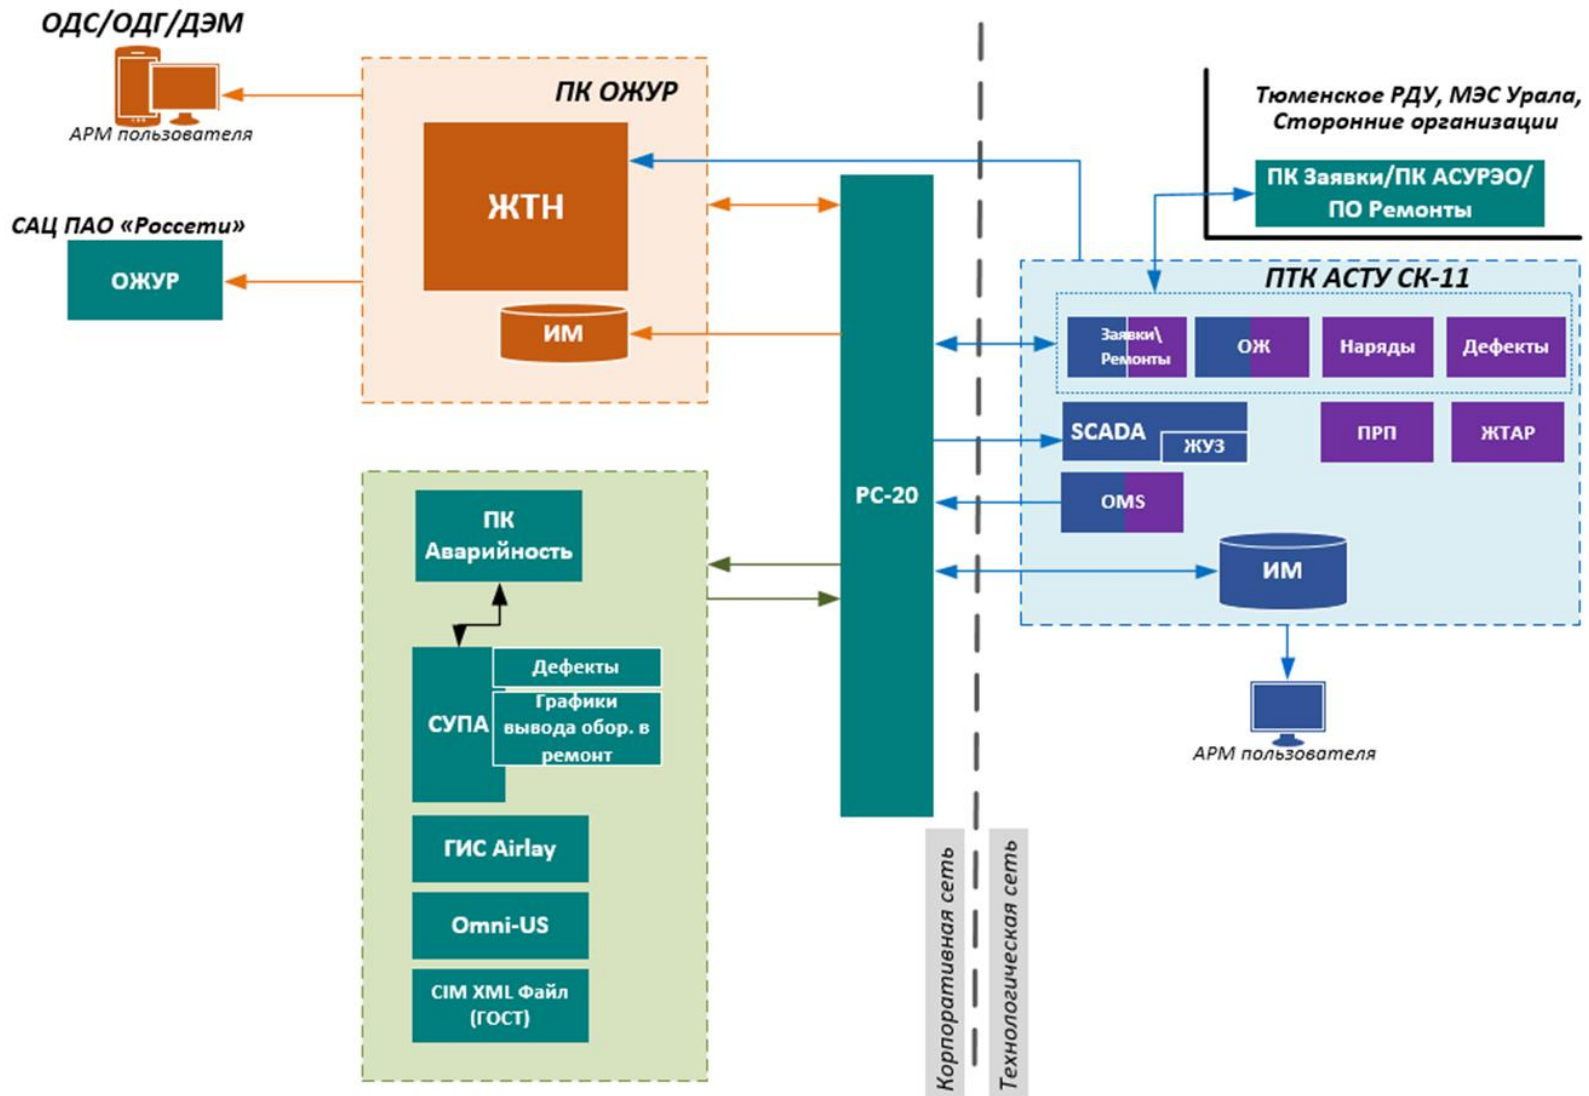 ОДС/ОДГ/ДЭМ
АРМ пользователя
САЦ ПАО «Россети»
ОЖУР
ПК ОЖУР
ЖТН
ИМ
ПК
Аварийность
СУПА
Дефекты
Графики
вывода обор. в
ремонт
ГИС Airlay
Omni-US
CIM XML Файл
(ГОСТ)
РС-20
Корпоративная сеть
Технологическая сеть
Тюменское РДУ, МЭС Урала,
Сторонние организации
ПК Заявки/ПК АСУРЭО/
ПО Ремонты
ПТК АСТУ СК-11
Заявки\
Ремонты
ОЖ
Наряды
Дефекты
SCADA
ЖУЗ
ПРП
ЖТАР
OMS
ИМ
АРМ пользователя